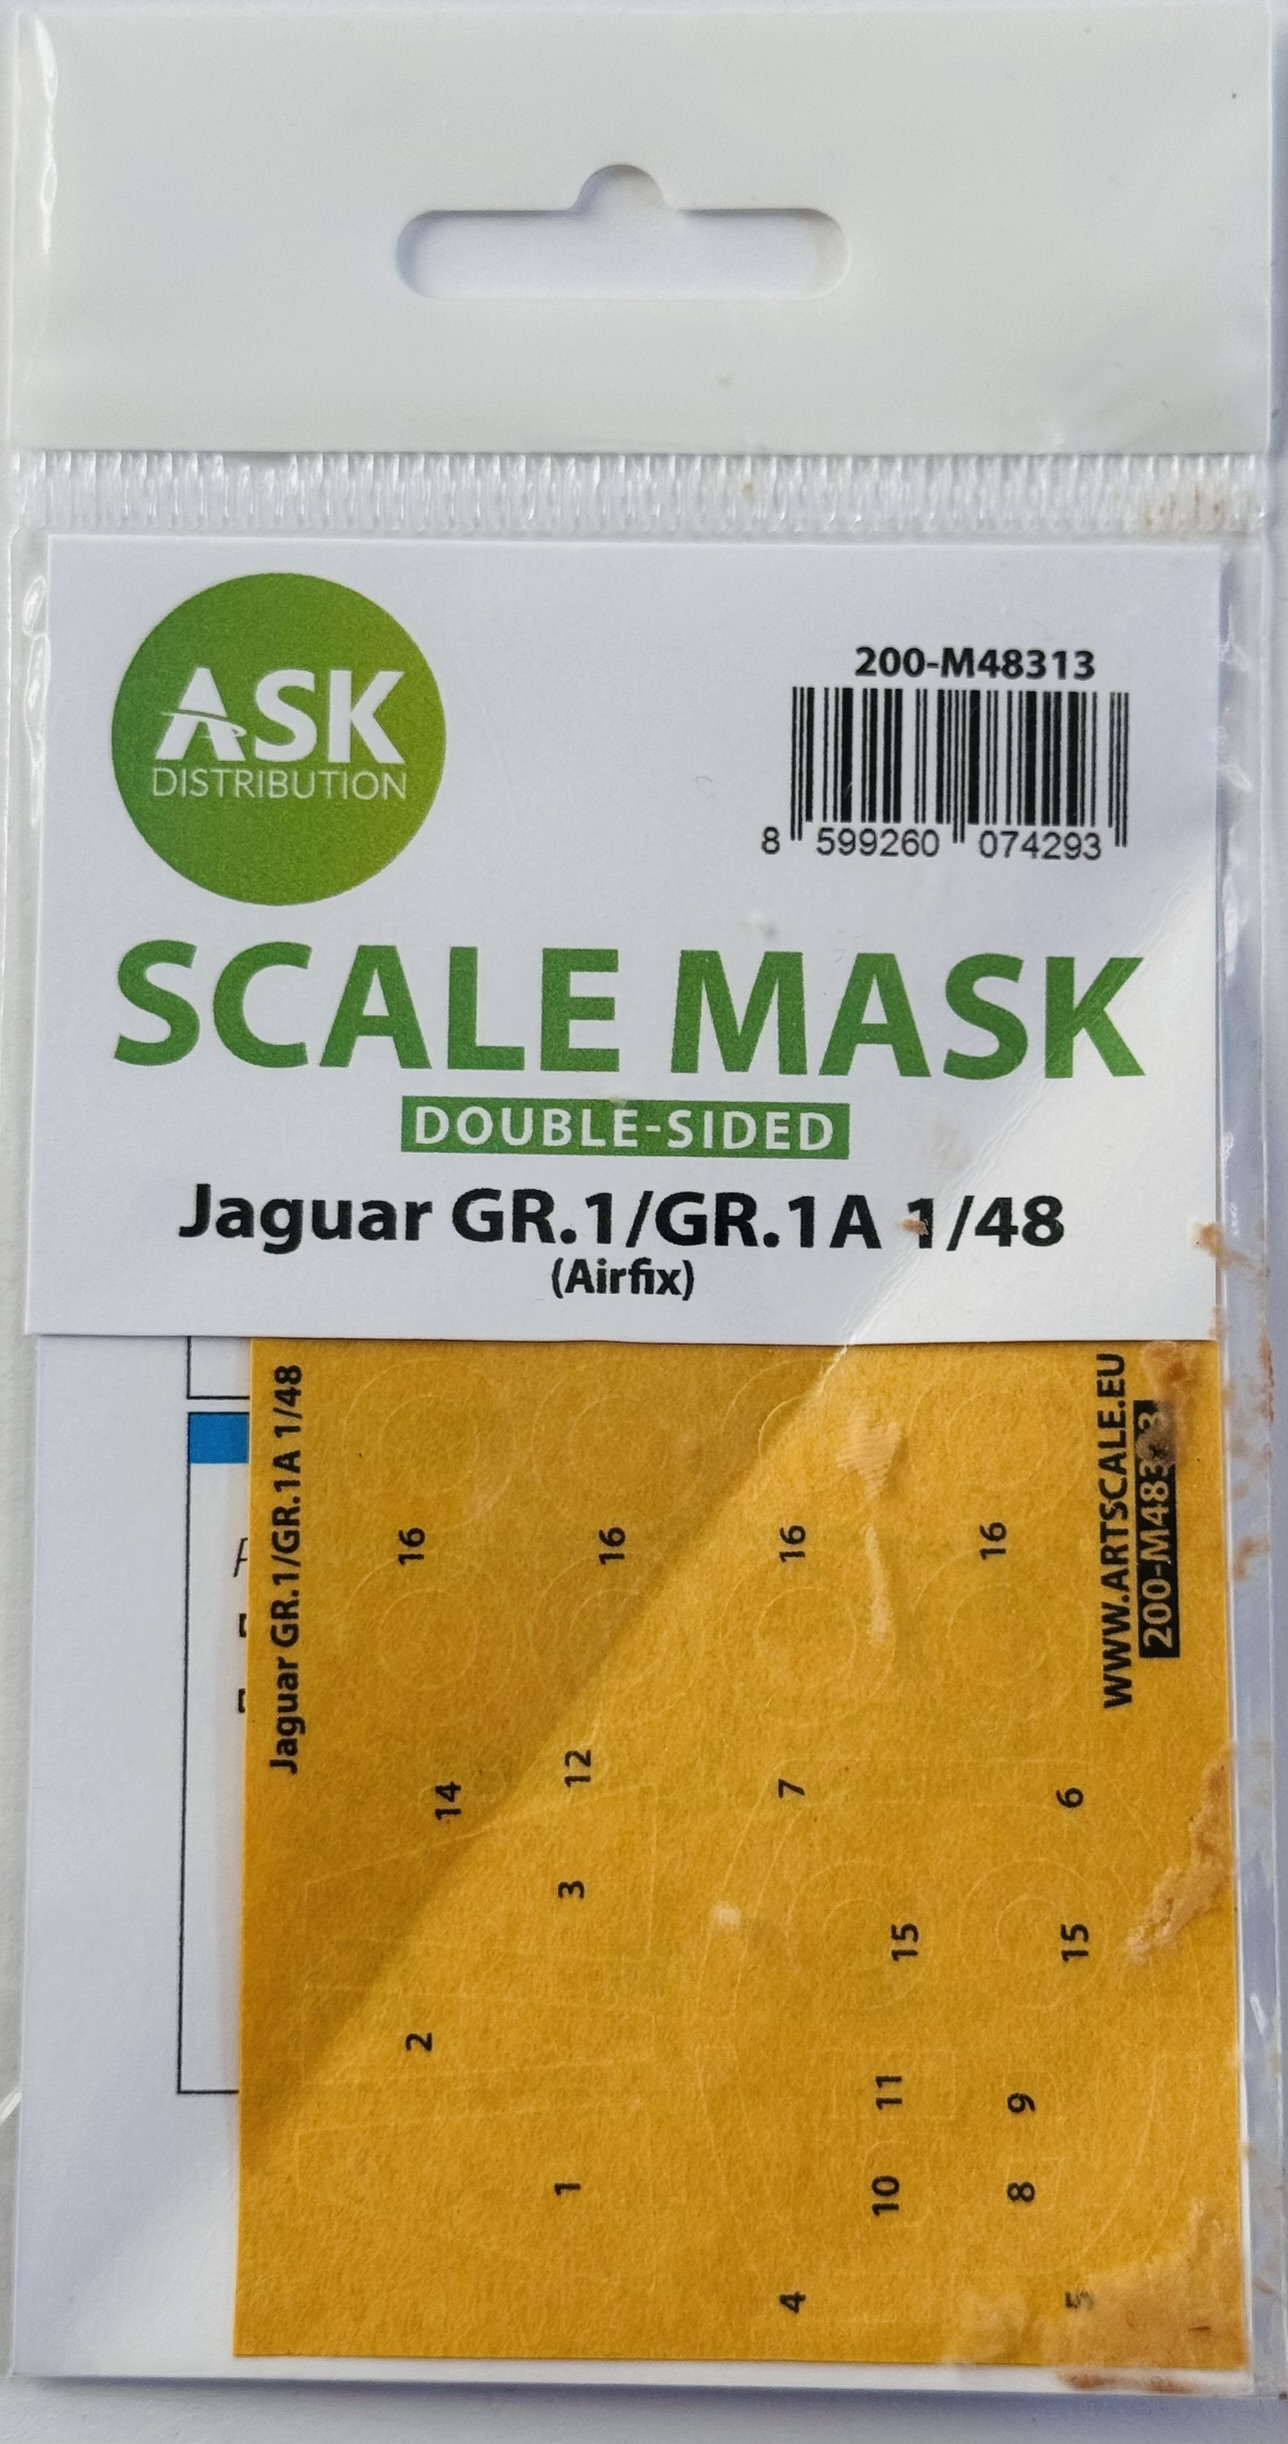 200-M48313
ASK
DISTRIBUTION
8 599260 074293
SCALE MASK
DOUBLE-SIDED
Jaguar GR.1/GR.1A 1/48
(Airfix)
Jaguar GR.1/GR.1A 1/48
WWW.ARTSCALE.EU
16 16 16 16
14 12 7 6
3
15 15
2
11 9
1 10 8
4 5